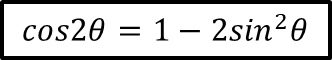 cos2θ = 1 − 2sin²θ